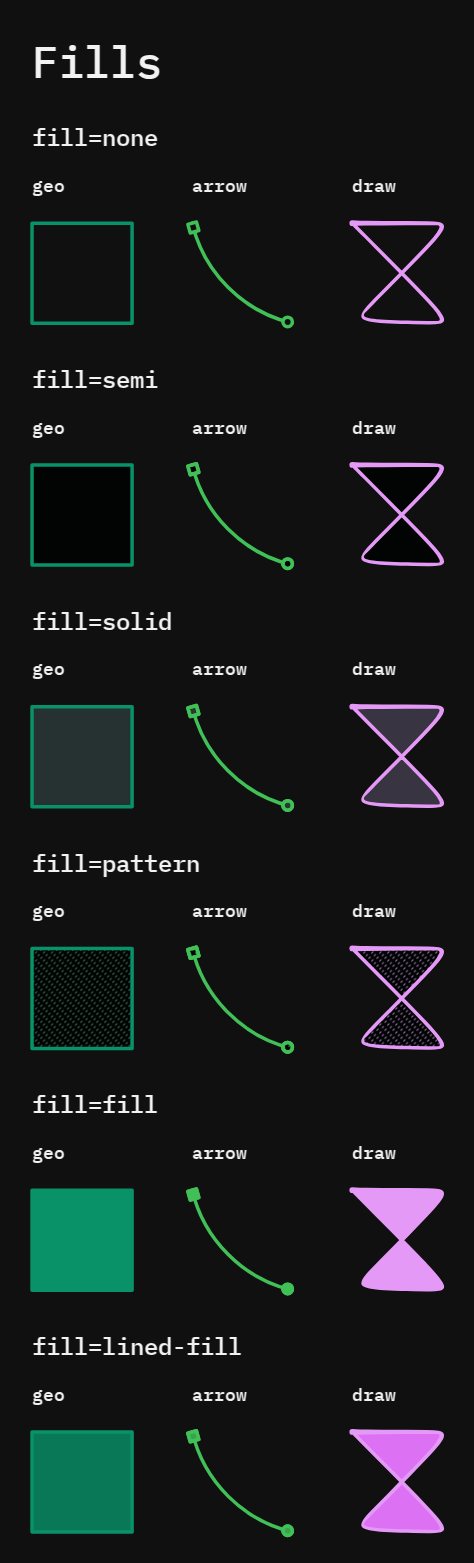 Fills
fill=none
geo arrow draw
fill=semi
geo arrow draw
fill=solid
geo arrow draw
fill=pattern
geo arrow draw
fill=fill
geo arrow draw
fill=lined-fill
geo arrow draw